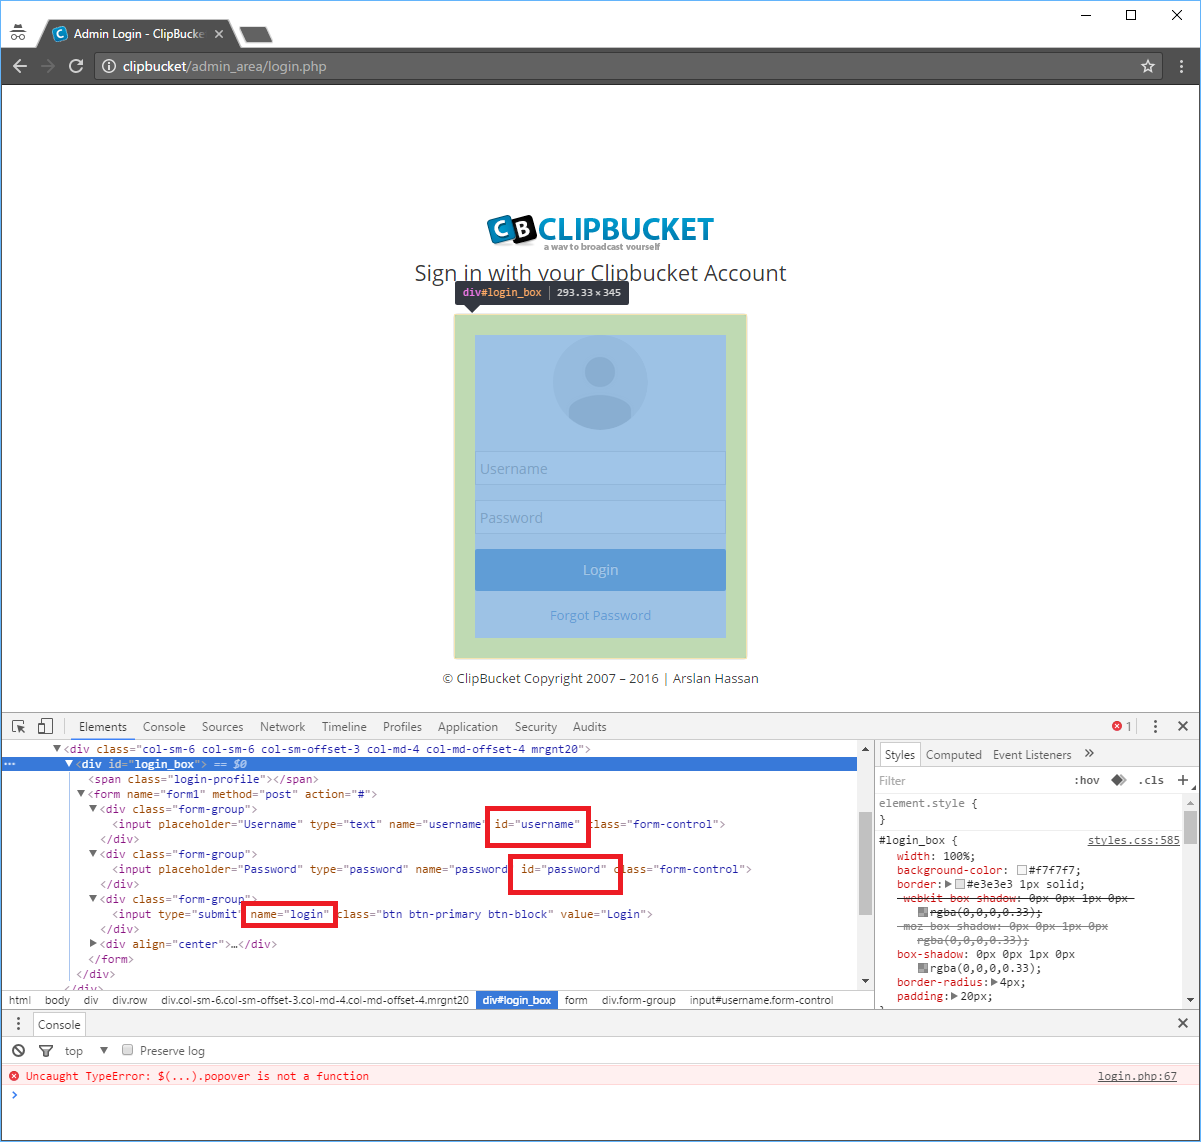 Admin Login - ClipBucke
clipbucket/admin_area/login.php
CB CLIPBUCKET
a way to broadcast yourself
Sign in with your Clipbucket Account
div#login_box | 293.33 × 345
Username
Password
Login
Forgot Password
© ClipBucket Copyright 2007 – 2016 | Arslan Hassan
Elements Console Sources Network Timeline Profiles Application Security Audits 1
<div class="col-sm-6 col-sm-6 col-sm-offset-3 col-md-4 col-md-offset-4 mrgnt20">
<div id="login_box"> == $0
<span class="login-profile"></span>
<form name="form1" method="post" action="#">
<div class="form-group">
<input placeholder="Username" type="text" name="username" id="username" class="form-control">
</div>
<div class="form-group">
<input placeholder="Password" type="password" name="password" id="password" class="form-control">
</div>
<div class="form-group">
<input type="submit" name="login" class="btn btn-primary btn-block" value="Login">
</div>
<div align="center">…</div>
</form>
</div>
</div>
html body div div.row div.col-sm-6.col-sm-offset-3.col-md-4.col-md-offset-4.mrgnt20 div#login_box form div.form-group input#username.form-control
Styles Computed Event Listeners »
Filter :hov .cls +
element.style {
}
#login_box { styles.css:585
width: 100%;
background-color: #f7f7f7;
border: #e3e3e3 1px solid;
-webkit-box-shadow: 0px 0px 1px 0px
rgba(0,0,0,0.33);
-moz-box-shadow: 0px 0px 1px 0px
rgba(0,0,0,0.33);
box-shadow: 0px 0px 1px 0px
rgba(0,0,0,0.33);
border-radius: 4px;
padding: 20px;
}
Console
top Preserve log
Uncaught TypeError: $(...).popover is not a function login.php:67